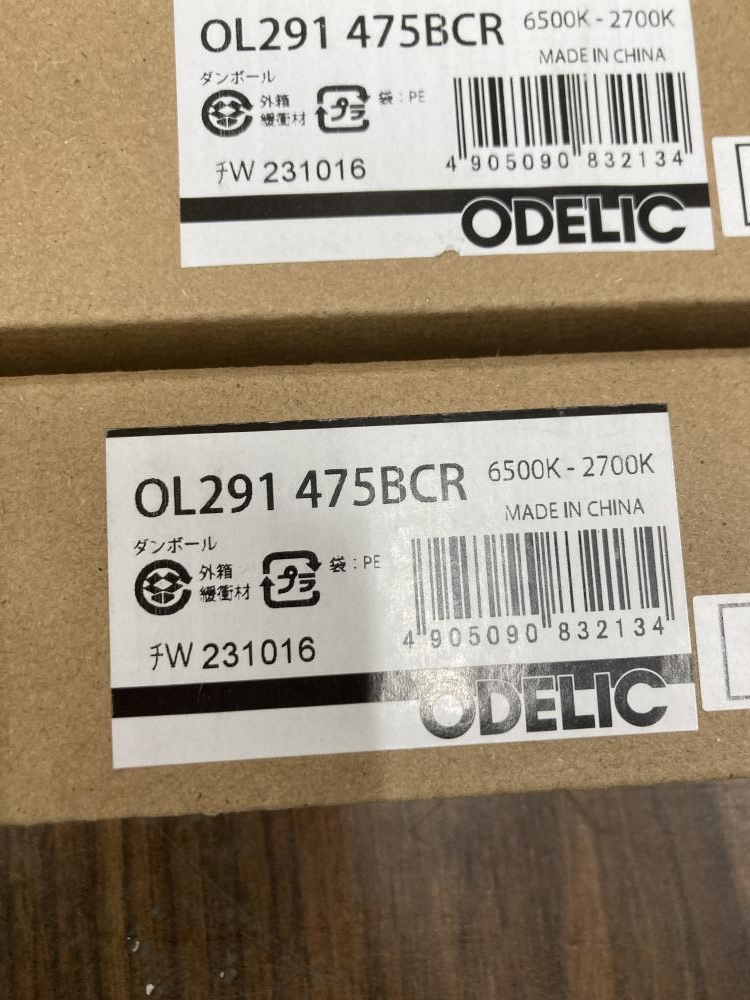 OL291 475BCR 6500K - 2700K
MADE IN CHINA
ダンボール
外箱
緩衝材
プラ
袋：PE
4 905090 832134
ﾁW 231016
ODELIC
OL291 475BCR 6500K - 2700K
MADE IN CHINA
ダンボール
外箱
緩衝材
プラ
袋：PE
4 905090 832134
ﾁW 231016
ODELIC